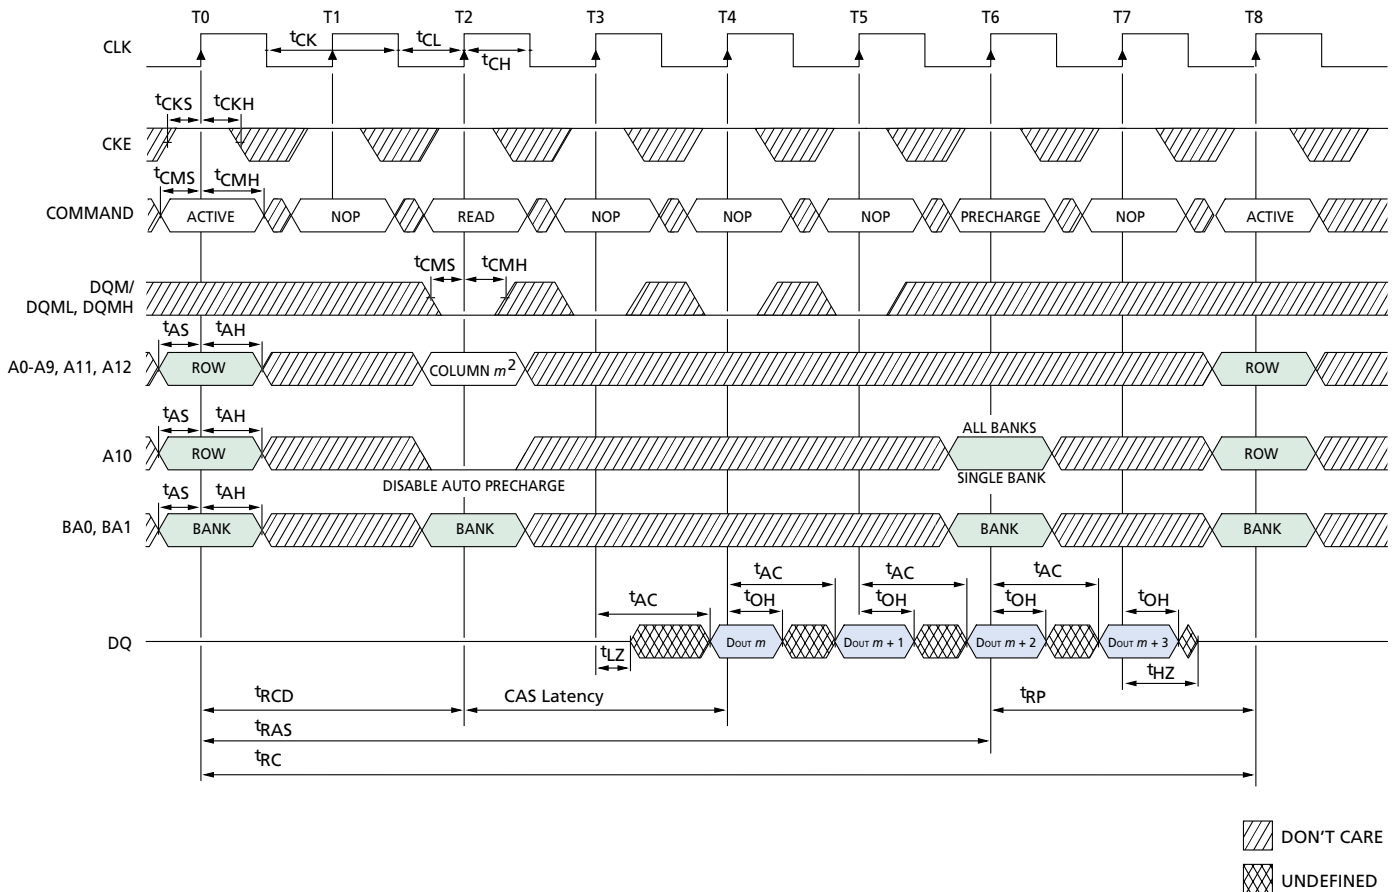 T0 T1 T2 T3 T4 T5 T6 T7 T8
CLK
tCK tCL
tCH
tCKS tCKH
CKE
tCMS tCMH
COMMAND ACTIVE NOP READ NOP NOP NOP PRECHARGE NOP ACTIVE
tCMS tCMH
DQM/
DQML, DQMH
tAS tAH
A0-A9, A11, A12 ROW COLUMN m2 ROW
tAS tAH
ALL BANKS
A10 ROW ROW
DISABLE AUTO PRECHARGE SINGLE BANK
tAS tAH
BA0, BA1 BANK BANK BANK BANK
tAC tAC tAC
tAC tOH tOH tOH tOH
DQ DOUT m DOUT m + 1 DOUT m + 2 DOUT m + 3
tLZ
tHZ
tRCD CAS Latency tRP
tRAS
tRC
DON'T CARE
UNDEFINED